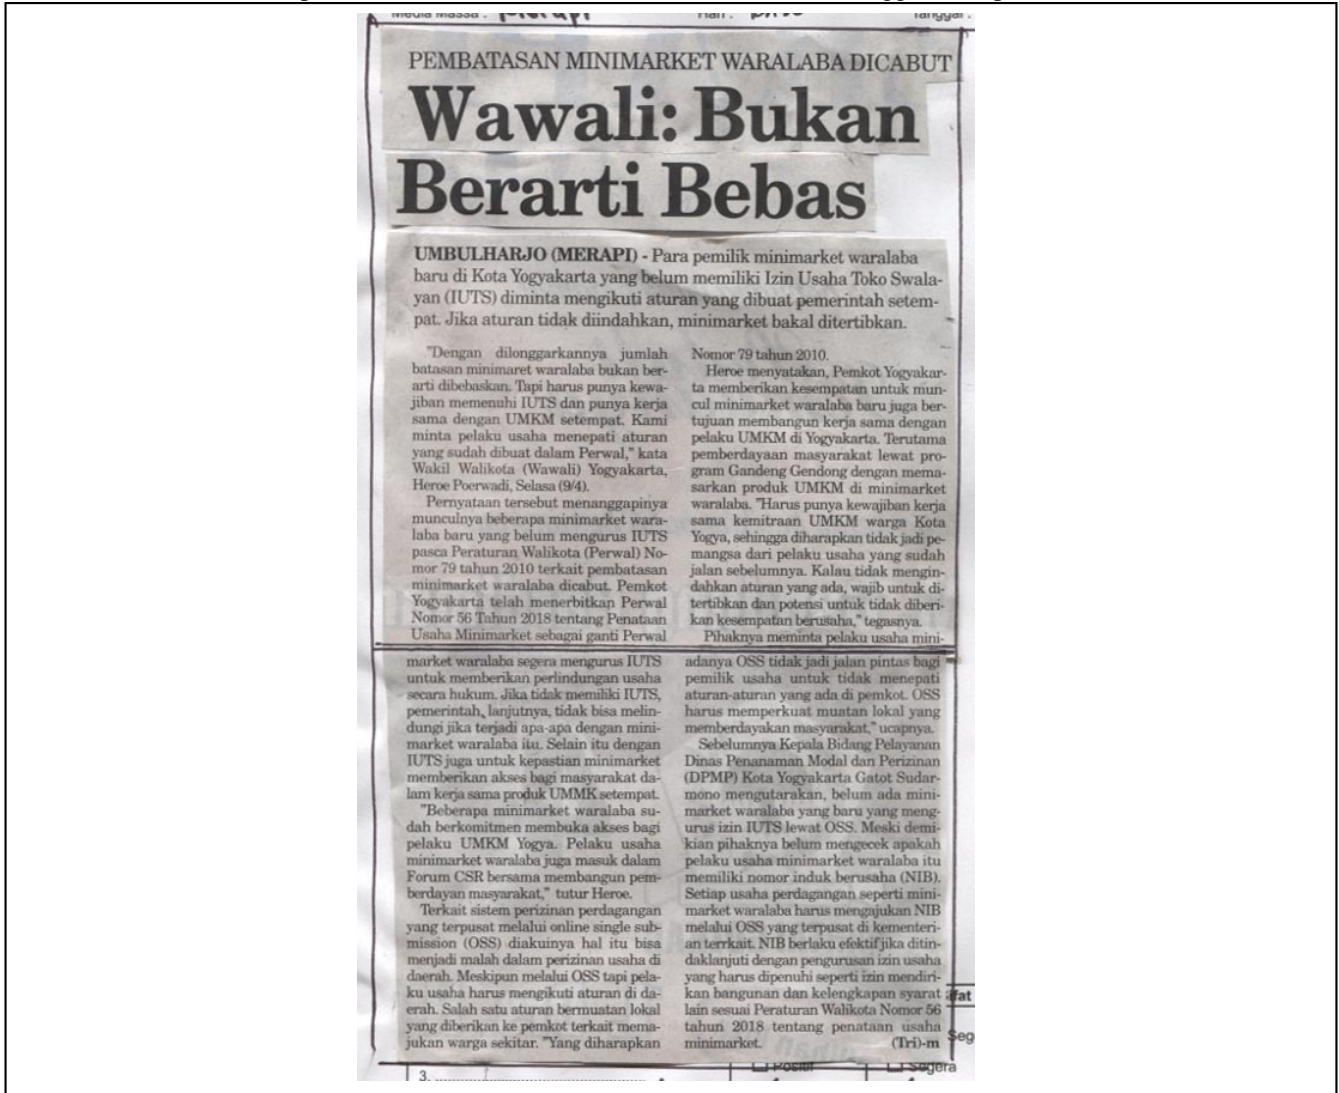 Media Massa :
Hari :
Tanggal :
PEMBATASAN MINIMARKET WARALABA DICABUT
Wawali: Bukan
Berarti Bebas
UMBULHARJO (MERAPI) - Para pemilik minimarket waralaba
baru di Kota Yogyakarta yang belum memiliki Izin Usaha Toko Swala-
yan (IUTS) diminta mengikuti aturan yang dibuat pemerintah setem-
pat. Jika aturan tidak diindahkan, minimarket bakal ditertibkan.
"Dengan dilonggarkannya jumlah
batasan minimaret waralaba bukan ber-
arti dibebaskan. Tapi harus punya kewa-
jiban memenuhi IUTS dan punya kerja
sama dengan UMKM setempat. Kami
minta pelaku usaha menepati aturan
yang sudah dibuat dalam Perwal," kata
Wakil Walikota (Wawali) Yogyakarta,
Heroe Poerwadi, Selasa (9/4).
Pernyataan tersebut menanggapinya
munculnya beberapa minimarket wara-
laba baru yang belum mengurus IUTS
pasca Peraturan Walikota (Perwal) No-
mor 79 tahun 2010 terkait pembatasan
minimarket waralaba dicabut. Pemkot
Yogyakarta telah menerbitkan Perwal
Nomor 56 Tahun 2018 tentang Penataan
Usaha Minimarket sebagai ganti Perwal
Nomor 79 tahun 2010.
Heroe menyatakan, Pemkot Yogyakar-
ta memberikan kesempatan untuk mun-
cul minimarket waralaba baru juga ber-
tujuan membangun kerja sama dengan
pelaku UMKM di Yogyakarta. Terutama
pemberdayaan masyarakat lewat pro-
gram Gandeng Gendong dengan mema-
sarkan produk UMKM di minimarket
waralaba. "Harus punya kewajiban kerja
sama kemitraan UMKM warga Kota
Yogya, sehingga diharapkan tidak jadi pe-
mangsa dari pelaku usaha yang sudah
jalan sebelumnya. Kalau tidak mengin-
dahkan aturan yang ada, wajib untuk di-
tertibkan dan potensi untuk tidak diberi-
kan kesempatan berusaha," tegasnya.
Pihaknya meminta pelaku usaha mini-
market waralaba segera mengurus IUTS
untuk memberikan perlindungan usaha
secara hukum. Jika tidak memiliki IUTS,
pemerintah, lanjutnya, tidak bisa melin-
dungi jika terjadi apa-apa dengan mini-
market waralaba itu. Selain itu dengan
IUTS juga untuk kepastian minimarket
memberikan akses bagi masyarakat da-
lam kerja sama produk UMMK setempat.
"Beberapa minimarket waralaba su-
dah berkomitmen membuka akses bagi
pelaku UMKM Yogya. Pelaku usaha
minimarket waralaba juga masuk dalam
Forum CSR bersama membangun pem-
berdayan masyarakat," tutur Heroe.
Terkait sistem perizinan perdagangan
yang terpusat melalui online single sub-
mission (OSS) diakuinya hal itu bisa
menjadi malah dalam perizinan usaha di
daerah. Meskipun melalui OSS tapi pela-
ku usaha harus mengikuti aturan di da-
erah. Salah satu aturan bermuatan lokal
yang diberikan ke pemkot terkait mema-
jukan warga sekitar. "Yang diharapkan
adanya OSS tidak jadi jalan pintas bagi
pemilik usaha untuk tidak menepati
aturan-aturan yang ada di pemkot. OSS
harus memperkuat muatan lokal yang
memberdayakan masyarakat," ucapnya.
Sebelumnya Kepala Bidang Pelayanan
Dinas Penanaman Modal dan Perizinan
(DPMP) Kota Yogyakarta Gatot Sudar-
mono mengutarakan, belum ada mini-
market waralaba yang baru yang meng-
urus izin IUTS lewat OSS. Meski demi-
kian pihaknya belum mengecek apakah
pelaku usaha minimarket waralaba itu
memiliki nomor induk berusaha (NIB).
Setiap usaha perdagangan seperti mini-
market waralaba harus mengajukan NIB
melalui OSS yang terpusat di kementeri-
an terrkait. NIB berlaku efektif jika ditin-
daklanjuti dengan pengurusan izin usaha
yang harus dipenuhi seperti izin mendiri-
kan bangunan dan kelengkapan syarat
lain sesuai Peraturan Walikota Nomor 56
tahun 2018 tentang penataan usaha
minimarket. (Tri)-m
ifat
Seg
3.
Positif
Segera